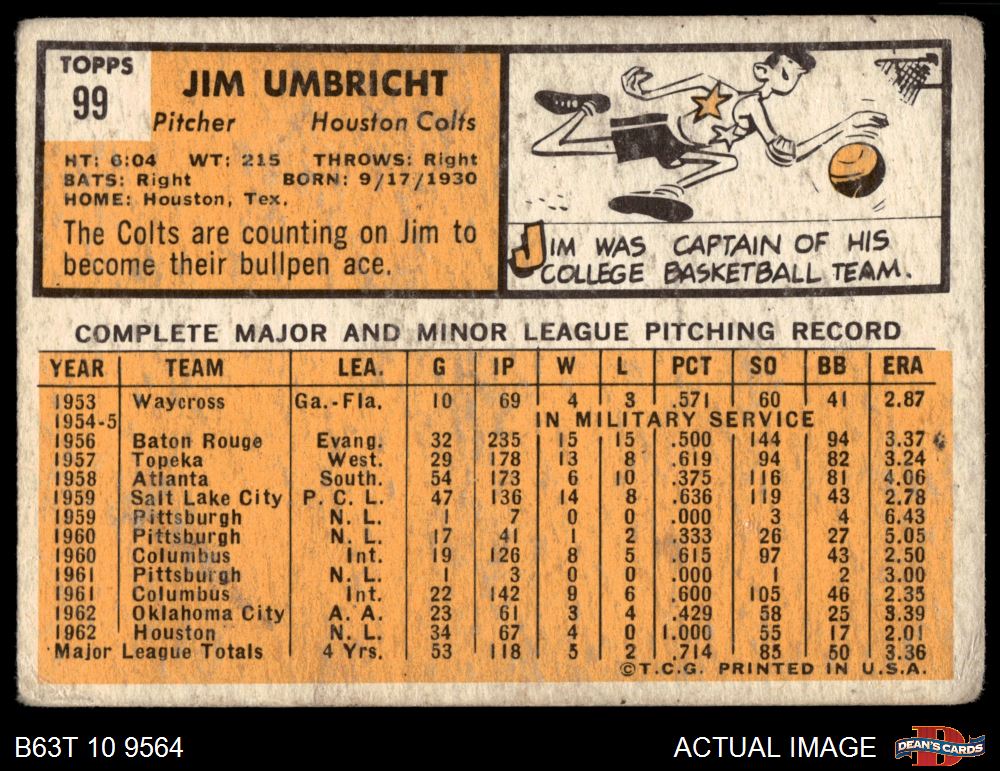 TOPPS
99
JIM UMBRICHT
Pitcher Houston Colts
HT: 6:04 WT: 215 THROWS: Right
BATS: Right BORN: 9/17/1930
HOME: Houston, Tex.
The Colts are counting on Jim to
become their bullpen ace.
JIM WAS CAPTAIN OF HIS
COLLEGE BASKETBALL TEAM.
COMPLETE MAJOR AND MINOR LEAGUE PITCHING RECORD
YEAR TEAM LEA. G IP W L PCT SO BB ERA
1953 Waycross Ga.-Fla. 10 69 4 3 .571 60 41 2.87
1954-5 IN MILITARY SERVICE
1956 Baton Rouge Evang. 32 235 15 15 .500 144 94 3.37
1957 Topeka West. 29 178 13 8 .619 94 82 3.24
1958 Atlanta South. 54 173 6 10 .375 116 81 4.06
1959 Salt Lake City P. C. L. 47 136 14 8 .636 119 43 2.78
1959 Pittsburgh N. L. 1 7 0 0 .000 3 4 6.43
1960 Pittsburgh N. L. 17 41 1 2 .333 26 27 5.05
1960 Columbus Int. 19 126 8 5 .615 97 43 2.50
1961 Pittsburgh N. L. 1 3 0 0 .000 1 2 3.00
1961 Columbus Int. 22 142 9 6 .600 105 46 2.35
1962 Oklahoma City A. A. 23 61 3 4 .429 58 25 3.39
1962 Houston N. L. 34 67 4 0 1.000 55 17 2.01
Major League Totals 4 Yrs. 53 118 5 2 .714 85 50 3.36
©T.C.G. PRINTED IN U.S.A.
B63T 10 9564
ACTUAL IMAGE
DEAN'S CARDS